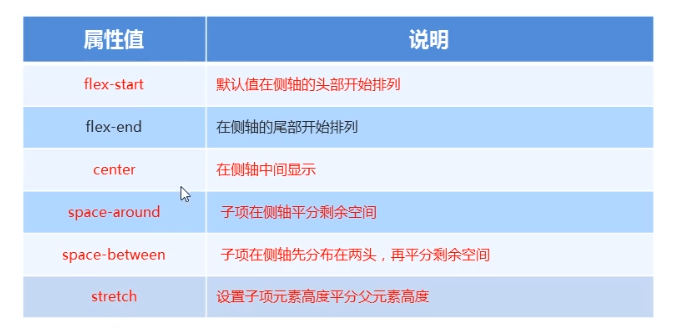 属性值 说明
flex-start 默认值在侧轴的头部开始排列
flex-end 在侧轴的尾部开始排列
center 在侧轴中间显示
space-around 子项在侧轴平分剩余空间
space-between 子项在侧轴先分布在两头，再平分剩余空间
stretch 设置子项元素高度平分父元素高度